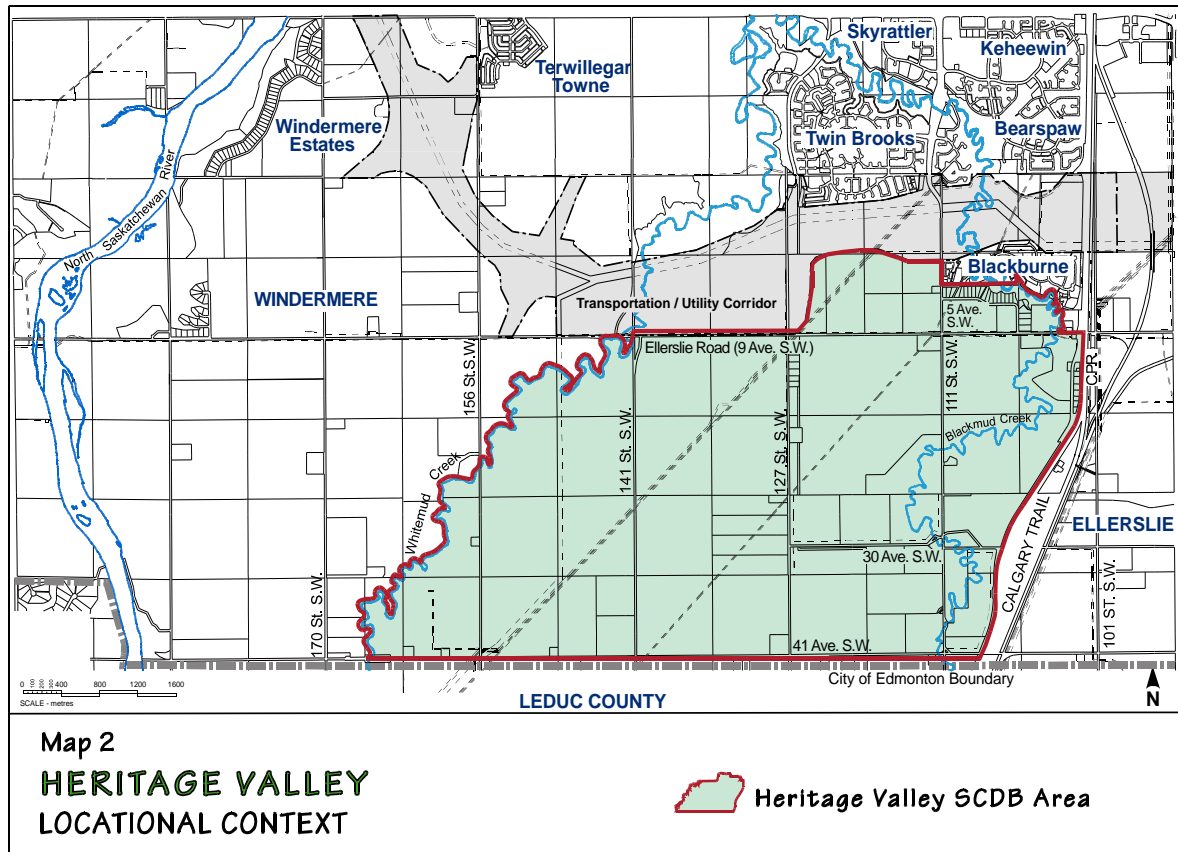 Skyrattler
Keheewin
Terwillegar
Towne
Windermere
Estates
Twin Brooks
Bearspaw
North Saskatchewan River
Blackburne
WINDERMERE
Transportation / Utility Corridor
5 Ave.
S.W.
Ellerslie Road (9 Ave. S.W.)
156 St. S.W.
111 St. S.W.
CPR
141 St. S.W.
127 St. S.W.
Blackmud Creek
Whitemud Creek
ELLERSLIE
30 Ave. S.W.
CALGARY TRAIL
170 St. S.W.
101 ST. S.W.
41 Ave. S.W.
City of Edmonton Boundary
0 100 200 300 400 800 1200 1600
SCALE - metres
LEDUC COUNTY
N
Map 2
HERITAGE VALLEY
LOCATIONAL CONTEXT
Heritage Valley SCDB Area